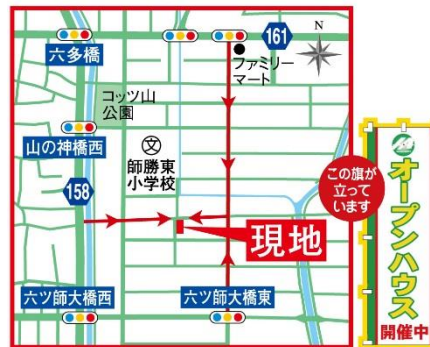 六多橋
161
N
ファミリー
マート
コッツ山
公園
山の神橋西
文
師勝東
小学校
158
現地
六ツ師大橋西
六ツ師大橋東
この旗が
立って
います
オープンハウス
開催中